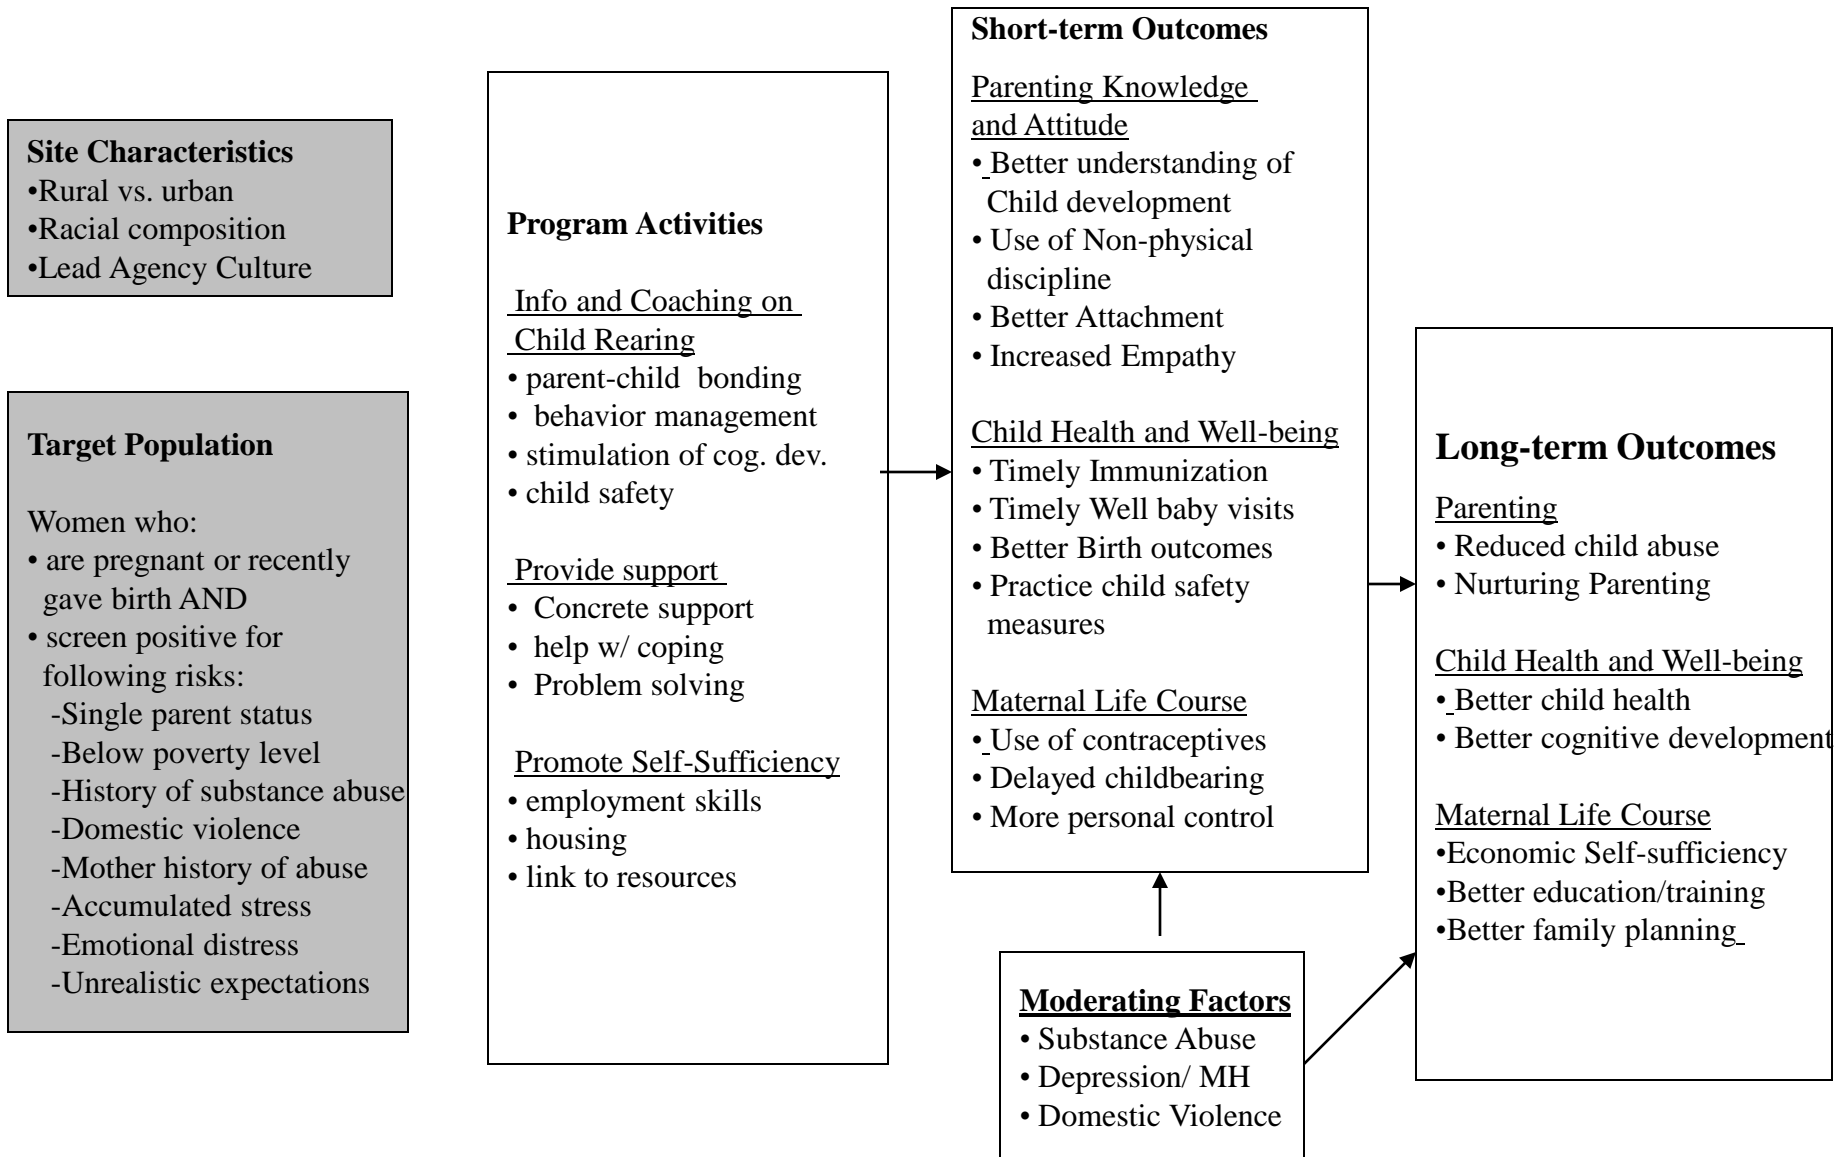 Site Characteristics
•Rural vs. urban
•Racial composition
•Lead Agency Culture
Target Population
Women who:
• are pregnant or recently
gave birth AND
• screen positive for
following risks:
-Single parent status
-Below poverty level
-History of substance abuse
-Domestic violence
-Mother history of abuse
-Accumulated stress
-Emotional distress
-Unrealistic expectations
Program Activities
Info and Coaching on
Child Rearing
• parent-child bonding
• behavior management
• stimulation of cog. dev.
• child safety
Provide support
• Concrete support
• help w/ coping
• Problem solving
Promote Self-Sufficiency
• employment skills
• housing
• link to resources
Short-term Outcomes
Parenting Knowledge
and Attitude
• Better understanding of
Child development
• Use of Non-physical
discipline
• Better Attachment
• Increased Empathy
Child Health and Well-being
• Timely Immunization
• Timely Well baby visits
• Better Birth outcomes
• Practice child safety
measures
Maternal Life Course
• Use of contraceptives
• Delayed childbearing
• More personal control
Moderating Factors
• Substance Abuse
• Depression/ MH
• Domestic Violence
Long-term Outcomes
Parenting
• Reduced child abuse
• Nurturing Parenting
Child Health and Well-being
• Better child health
• Better cognitive development
Maternal Life Course
•Economic Self-sufficiency
•Better education/training
•Better family planning